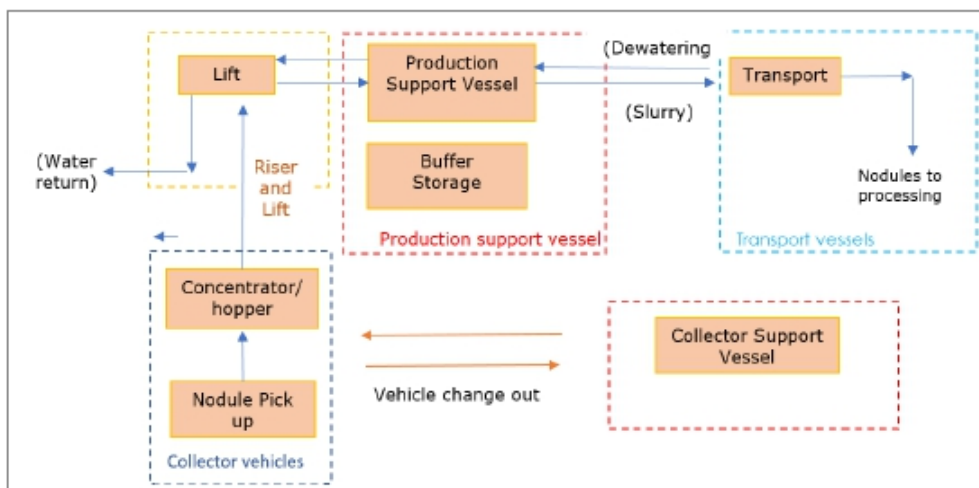 Lift
Production
Support Vessel
(Dewatering
Transport
(Slurry)
Buffer
Storage
(Water
return)
Riser
and
Lift
Nodules to
processing
Production support vessel
Transport vessels
Concentrator/
hopper
Collector Support
Vessel
Vehicle change out
Nodule Pick
up
Collector vehicles